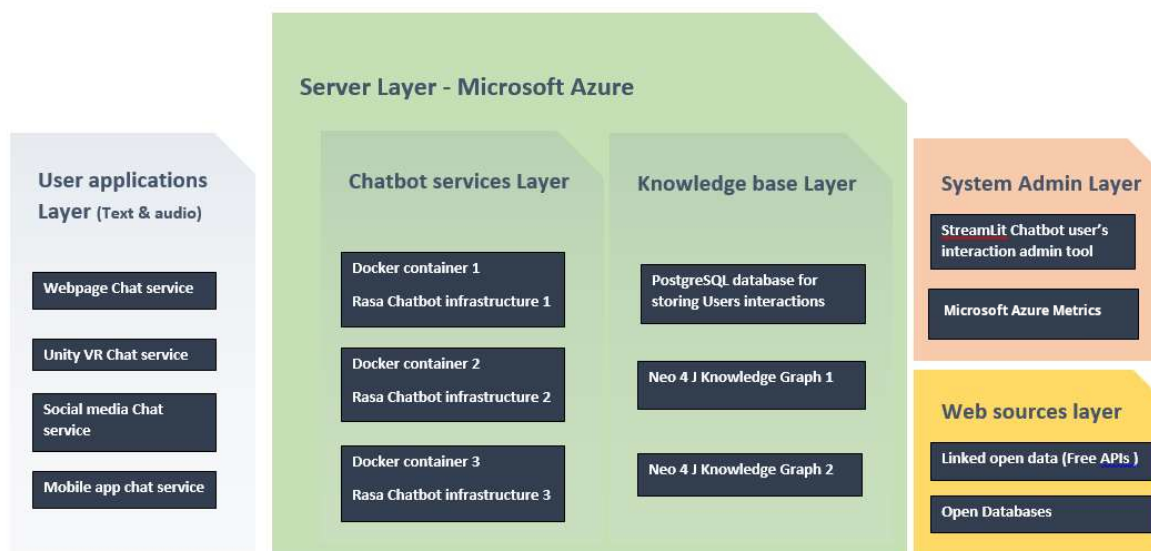 Server Layer - Microsoft Azure
User applications
Layer (Text & audio)
Webpage Chat service
Unity VR Chat service
Social media Chat
service
Mobile app chat service
Chatbot services Layer
Docker container 1
Rasa Chatbot infrastructure 1
Docker container 2
Rasa Chatbot infrastructure 2
Docker container 3
Rasa Chatbot infrastructure 3
Knowledge base Layer
PostgreSQL database for
storing Users interactions
Neo 4 J Knowledge Graph 1
Neo 4 J Knowledge Graph 2
System Admin Layer
StreamLit Chatbot user's
interaction admin tool
Microsoft Azure Metrics
Web sources layer
Linked open data (Free APIs )
Open Databases